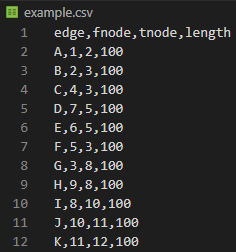 example.csv
1 edge,fnode,tnode,length
2 A,1,2,100
3 B,2,3,100
4 C,4,3,100
5 D,7,5,100
6 E,6,5,100
7 F,5,3,100
8 G,3,8,100
9 H,9,8,100
10 I,8,10,100
11 J,10,11,100
12 K,11,12,100